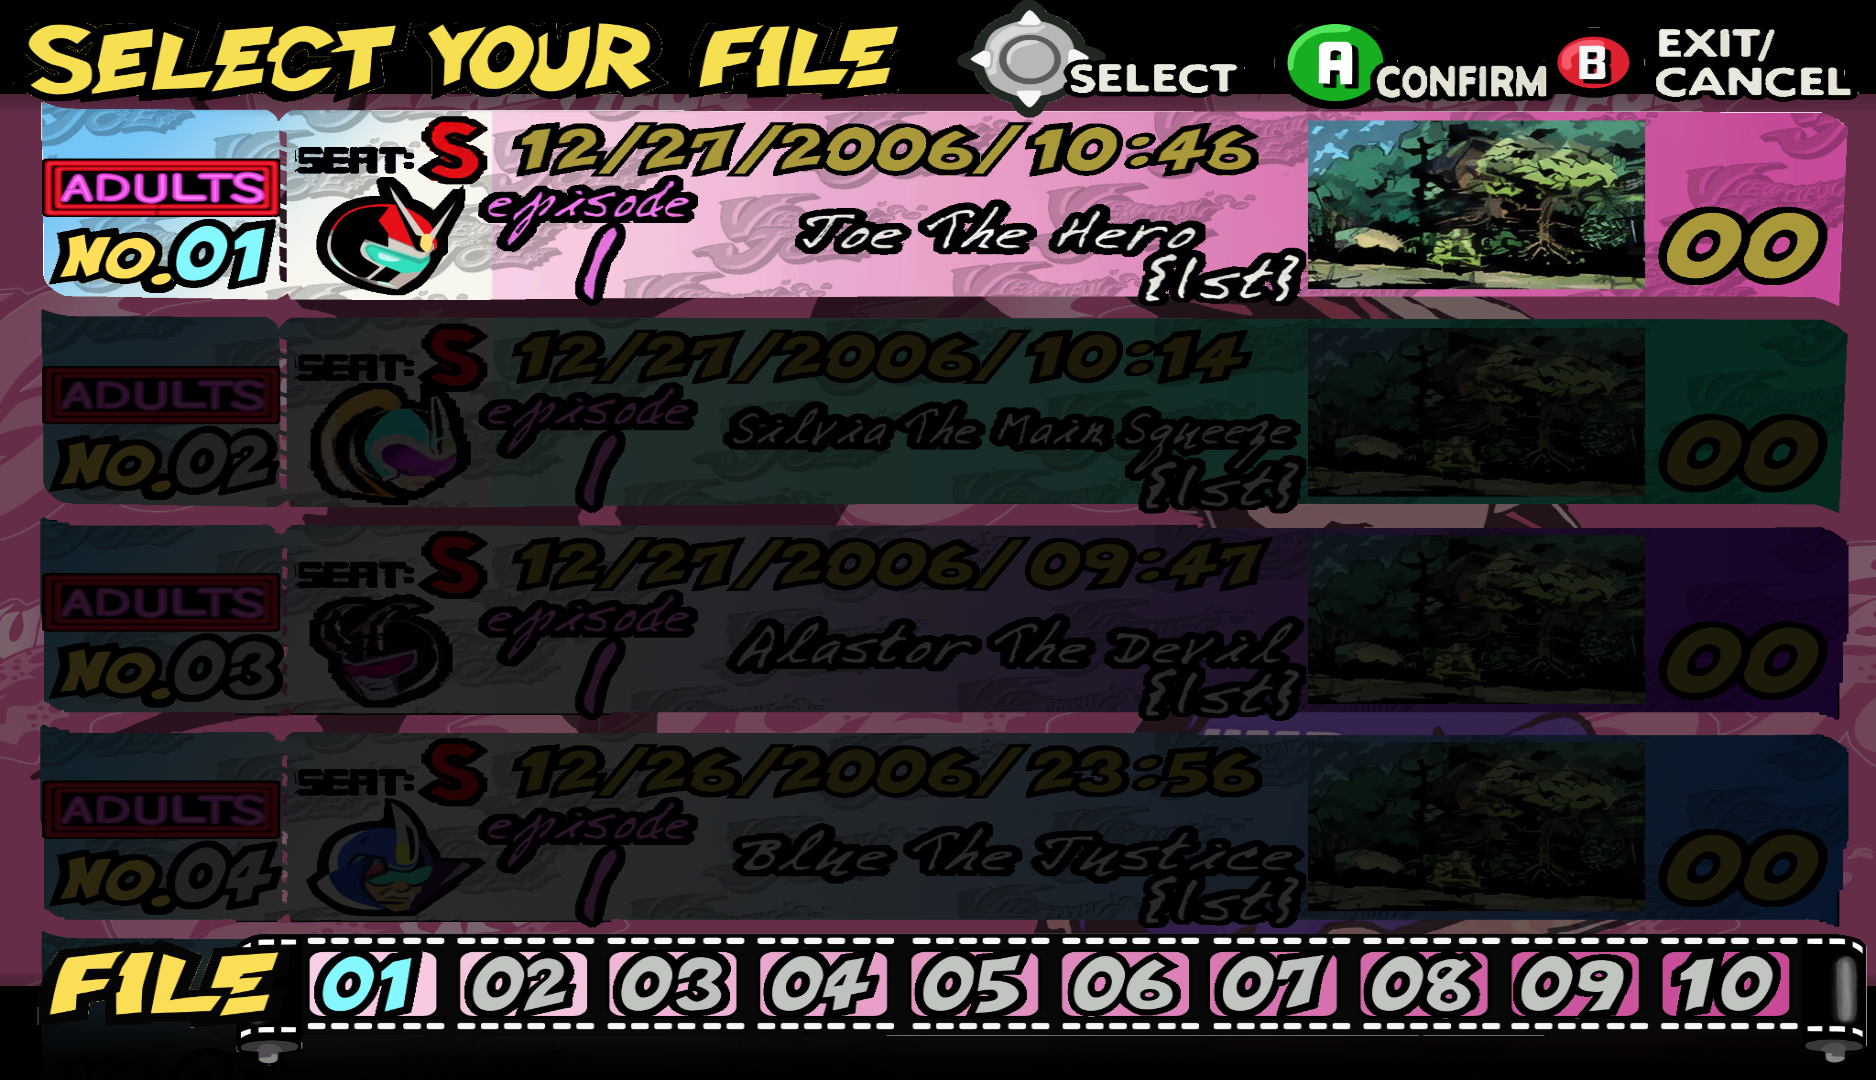 SELECT YOUR FILE
SELECT
A CONFIRM
B EXIT/
CANCEL
ADULTS
No.01
SEAT: S
12/27/2006/10:46
episode
1
Joe The Hero
{1st}
00
ADULTS
No.02
SEAT: S
12/27/2006/10:14
episode
1
Silvia The Main Squeeze
{1st}
00
ADULTS
No.03
SEAT: S
12/27/2006/09:47
episode
1
Alastor The Devil
{1st}
00
ADULTS
No.04
SEAT: S
12/26/2006/23:56
episode
1
Blue The Justice
{1st}
00
FILE 01 02 03 04 05 06 07 08 09 10